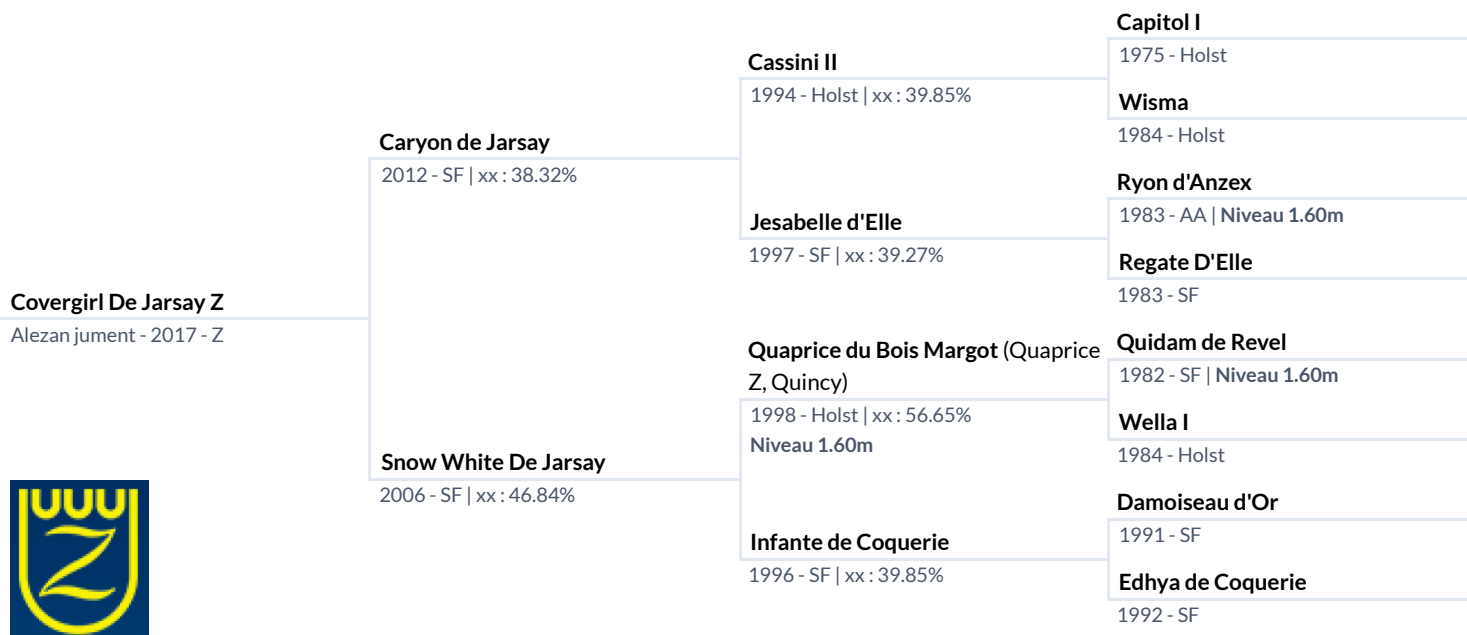 Covergirl De Jarsay Z
Alezan jument - 2017 - Z
Caryon de Jarsay
2012 - SF | xx : 38.32%
Snow White De Jarsay
2006 - SF | xx : 46.84%
Cassini II
1994 - Holst | xx : 39.85%
Jesabelle d'Elle
1997 - SF | xx : 39.27%
Quaprice du Bois Margot (Quaprice
Z, Quincy)
1998 - Holst | xx : 56.65%
Niveau 1.60m
Infante de Coquerie
1996 - SF | xx : 39.85%
Capitol I
1975 - Holst
Wisma
1984 - Holst
Ryon d'Anzex
1983 - AA | Niveau 1.60m
Regate D'Elle
1983 - SF
Quidam de Revel
1982 - SF | Niveau 1.60m
Wella I
1984 - Holst
Damoiseau d'Or
1991 - SF
Edhya de Coquerie
1992 - SF
Z